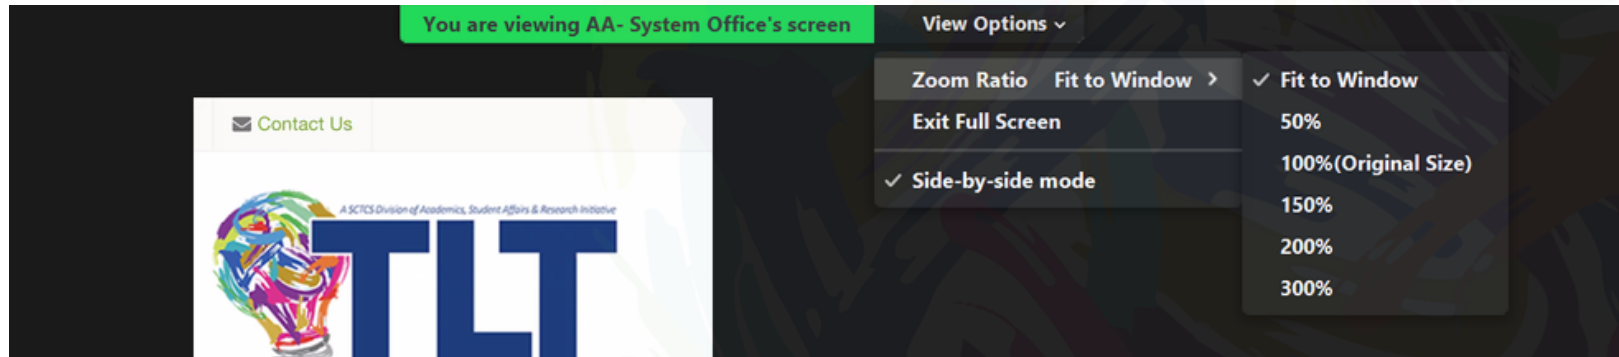 You are viewing AA- System Office's screen
View Options
Zoom Ratio Fit to Window
Exit Full Screen
Side-by-side mode
Fit to Window
50%
100%(Original Size)
150%
200%
300%
Contact Us
A SCTCS Division of Academics, Student Affairs & Research Initiative
TLT